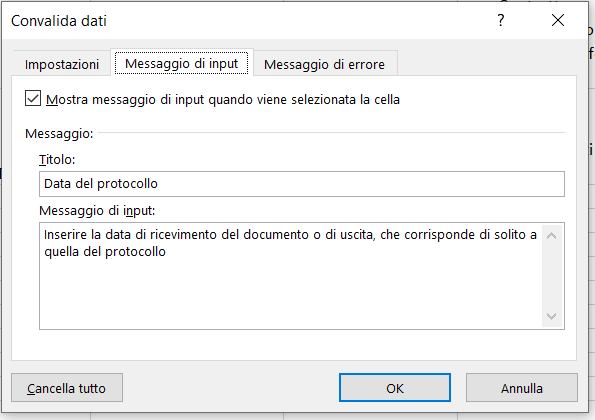 Convalida dati
?
Impostazioni
Messaggio di input
Messaggio di errore
Mostra messaggio di input quando viene selezionata la cella
Messaggio:
Titolo:
Data del protocollo
Messaggio di input:
Inserire la data di ricevimento del documento o di uscita, che corrisponde di solito a
quella del protocollo
Cancella tutto
OK
Annulla